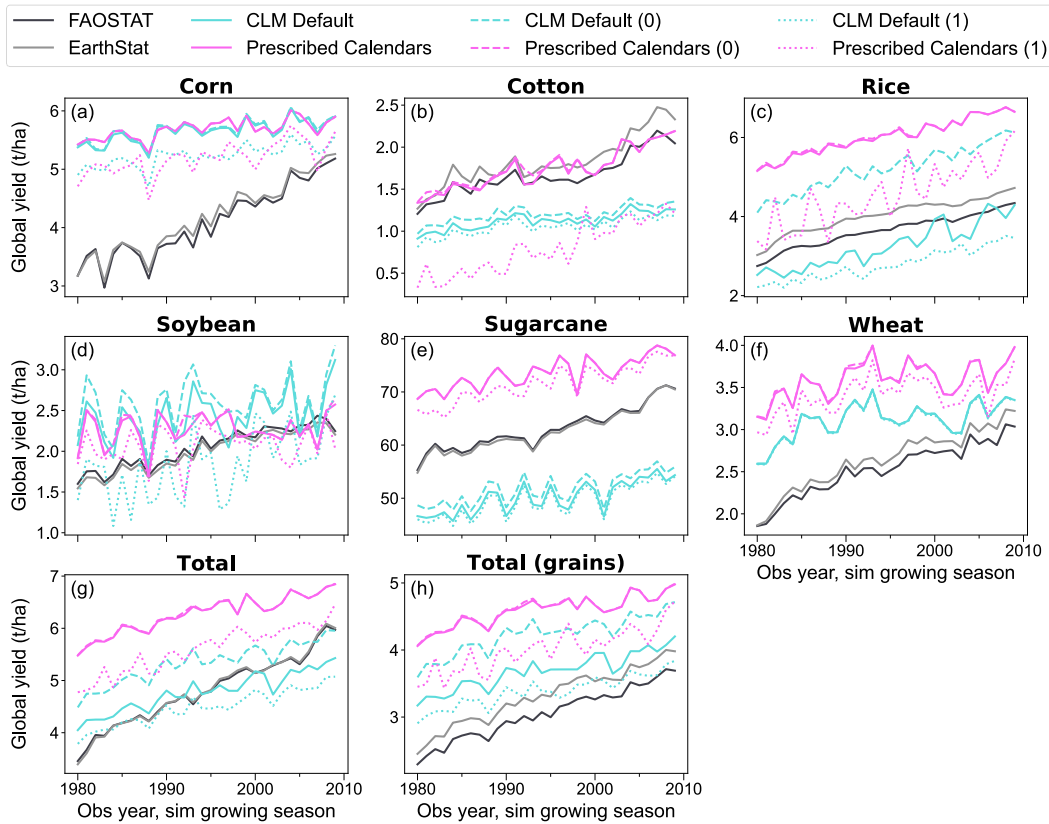 FAOSTAT CLM Default CLM Default (0) CLM Default (1)
EarthStat Prescribed Calendars Prescribed Calendars (0) Prescribed Calendars (1)
Corn Cotton Rice
(a) (b) (c)
Global yield (t/ha)
6
5
4
3
2.5
2.0
1.5
1.0
0.5
6
4
2
Soybean Sugarcane Wheat
(d) (e) (f)
Global yield (t/ha)
3.0
2.5
2.0
1.5
1.0
80
70
60
50
4.0
3.5
3.0
2.5
2.0
1980 1990 2000 2010
Obs year, sim growing season
Total Total (grains)
(g) (h)
Global yield (t/ha)
7
6
5
4
5
4
3
1980 1990 2000 2010 1980 1990 2000 2010
Obs year, sim growing season Obs year, sim growing season